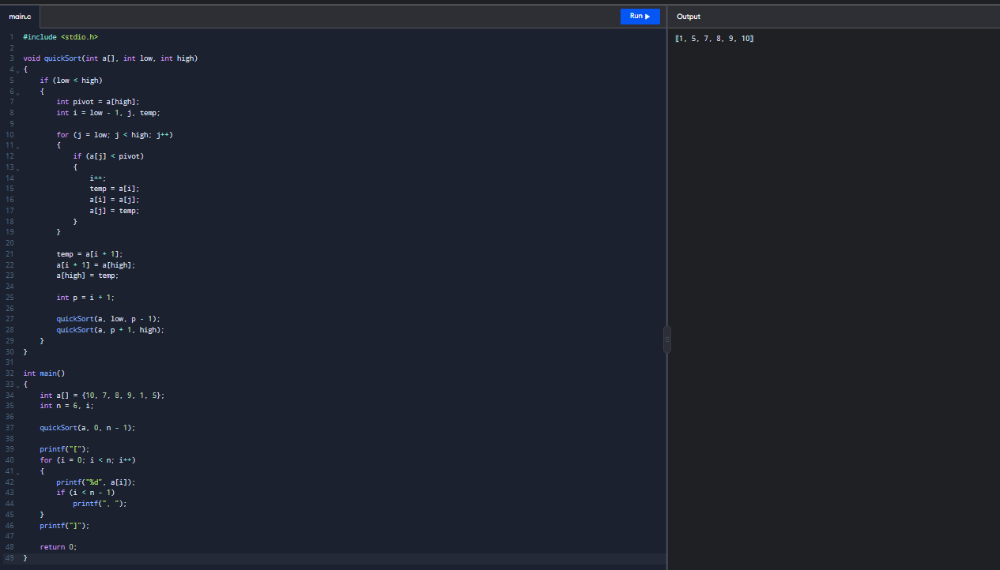 main.c
Run
Output
1 #include <stdio.h>
2
3 void quickSort(int a[], int low, int high)
4 {
5     if (low < high)
6     {
7         int pivot = a[high];
8         int i = low - 1, j, temp;
9
10         for (j = low; j < high; j++)
11         {
12             if (a[j] < pivot)
13             {
14                 i++;
15                 temp = a[i];
16                 a[i] = a[j];
17                 a[j] = temp;
18             }
19         }
20
21         temp = a[i + 1];
22         a[i + 1] = a[high];
23         a[high] = temp;
24
25         int p = i + 1;
26
27         quickSort(a, low, p - 1);
28         quickSort(a, p + 1, high);
29     }
30 }
31
32 int main()
33 {
34     int a[] = {10, 7, 8, 9, 1, 5};
35     int n = 6, i;
36
37     quickSort(a, 0, n - 1);
38
39     printf("[");
40     for (i = 0; i < n; i++)
41     {
42         printf("%d", a[i]);
43         if (i < n - 1)
44             printf(", ");
45     }
46     printf("]");
47
48     return 0;
49 }
[1, 5, 7, 8, 9, 10]